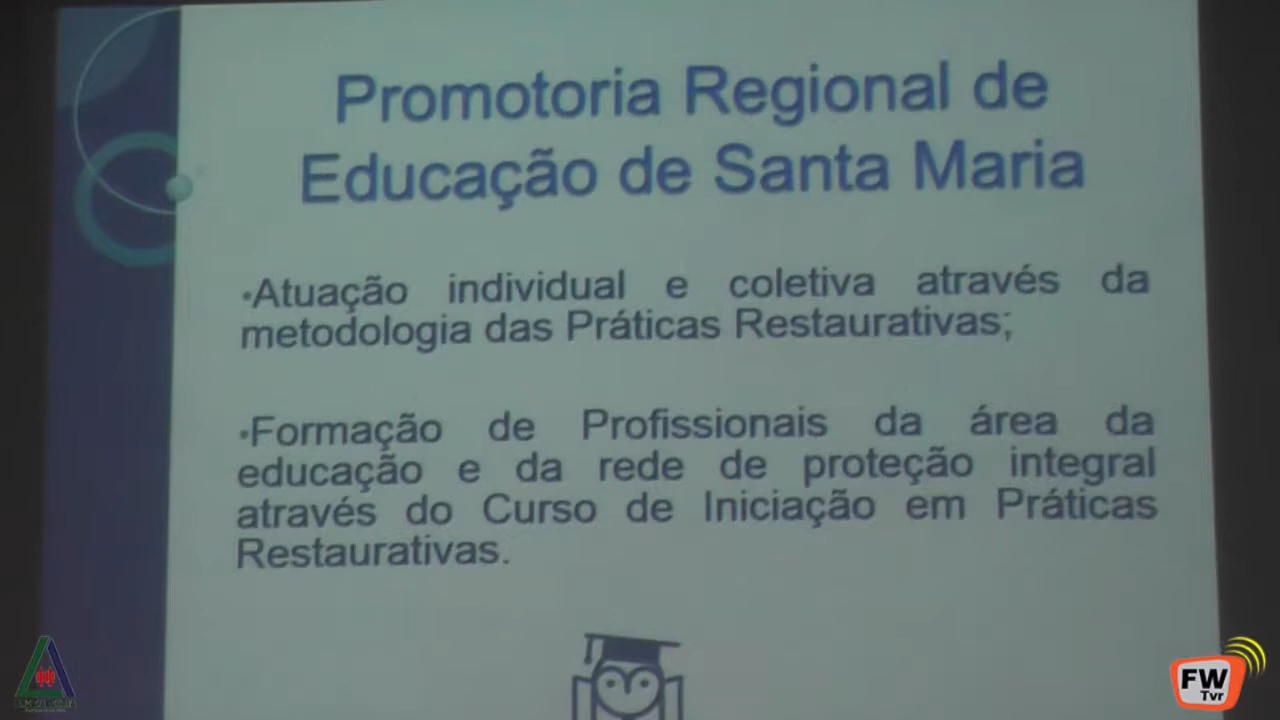 Promotoria Regional de
Educação de Santa Maria
•Atuação individual e coletiva através da
metodologia das Práticas Restaurativas;
•Formação de Profissionais da área da
educação e da rede de proteção integral
através do Curso de Iniciação em Práticas
Restaurativas.
FW
Tvr